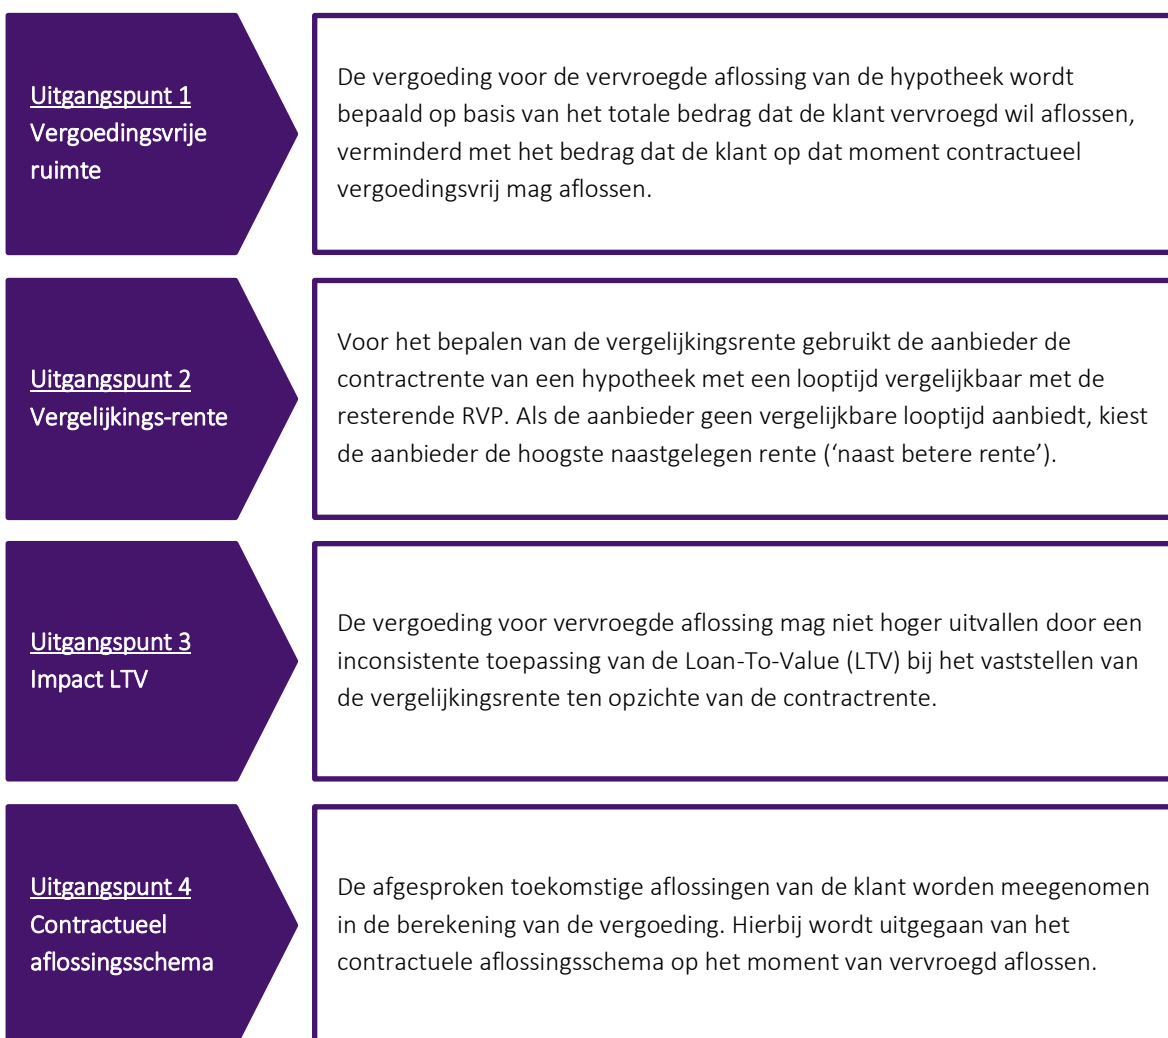 Uitgangspunt 1
Vergoedingsvrije
ruimte
De vergoeding voor de vervroegde aflossing van de hypotheek wordt
bepaald op basis van het totale bedrag dat de klant vervroegd wil aflossen,
verminderd met het bedrag dat de klant op dat moment contractueel
vergoedingsvrij mag aflossen.
Uitgangspunt 2
Vergelijkings-rente
Voor het bepalen van de vergelijkingsrente gebruikt de aanbieder de
contractrente van een hypotheek met een looptijd vergelijkbaar met de
resterende RVP. Als de aanbieder geen vergelijkbare looptijd aanbiedt, kiest
de aanbieder de hoogste naastgelegen rente (‘naast betere rente’).
Uitgangspunt 3
Impact LTV
De vergoeding voor vervroegde aflossing mag niet hoger uitvallen door een
inconsistente toepassing van de Loan-To-Value (LTV) bij het vaststellen van
de vergelijkingsrente ten opzichte van de contractrente.
Uitgangspunt 4
Contractueel
aflossingsschema
De afgesproken toekomstige aflossingen van de klant worden meegenomen
in de berekening van de vergoeding. Hierbij wordt uitgegaan van het
contractuele aflossingsschema op het moment van vervroegd aflossen.